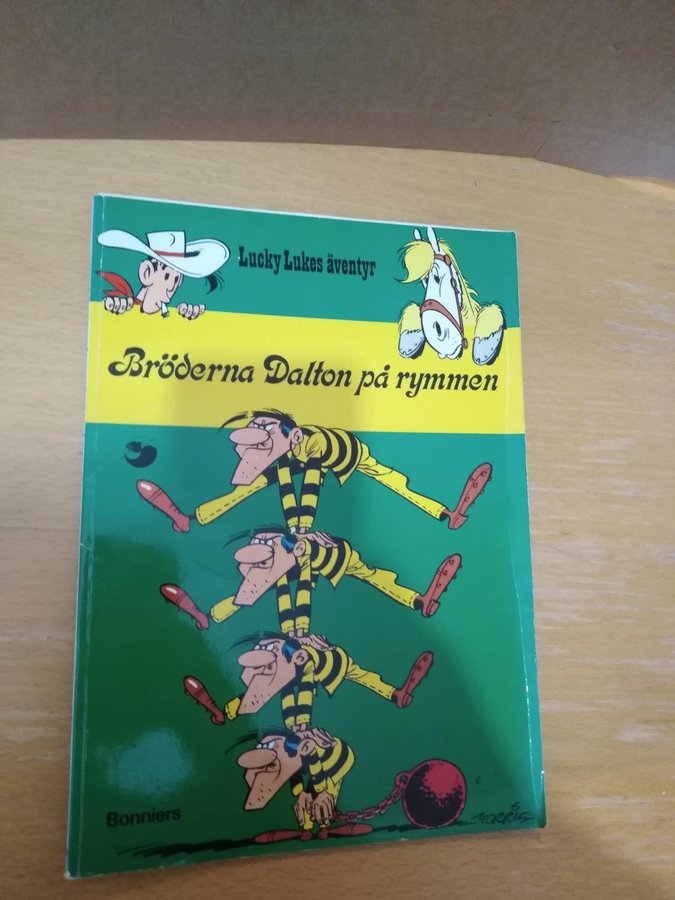 Lucky Lukes äventyr
Bröderna Dalton på rymmen
Bonniers
MORRIS